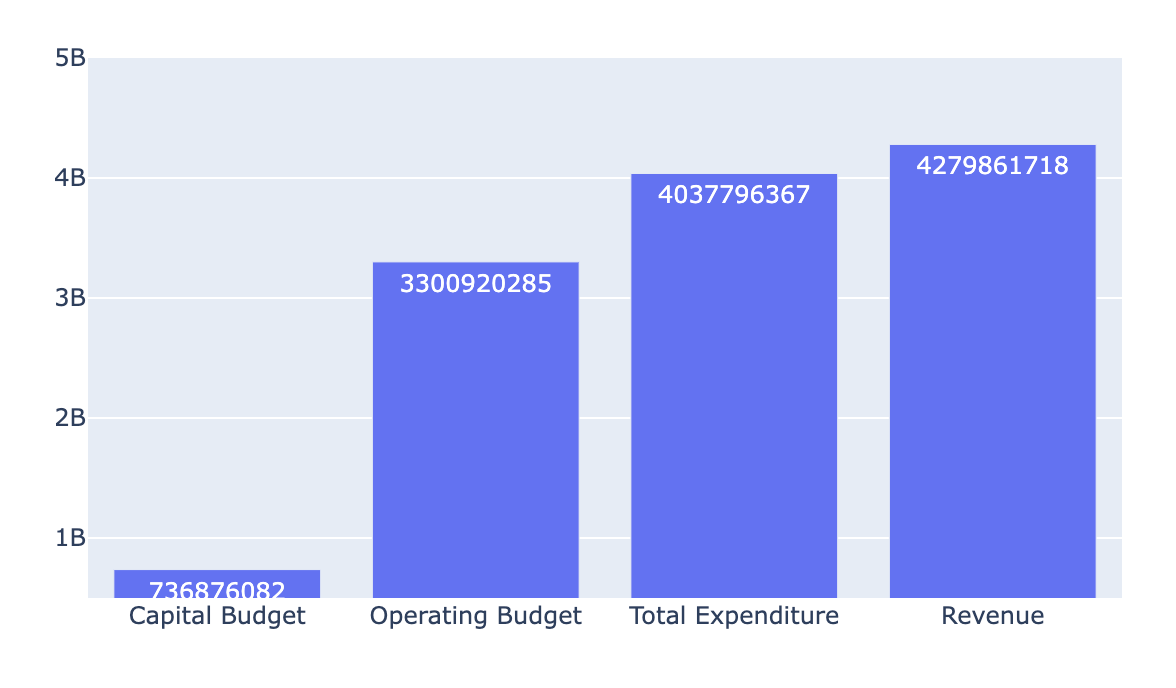 5B
4B
3B
2B
1B
4279861718
4037796367
3300920285
736876082
Capital Budget
Operating Budget
Total Expenditure
Revenue